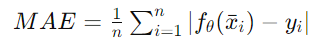 MAE = \frac{1}{n} \sum_{i=1}^{n} |f_{\theta}(\bar{x}_i) - y_i|